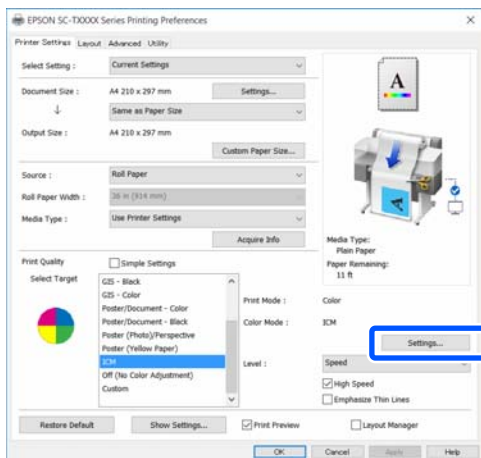 EPSON SC-TXXXX Series Printing Preferences
Printer Settings Layout Advanced Utility
Select Setting : Current Settings
Document Size : A4 210 x 297 mm Settings...
Same as Paper Size
Output Size : A4 210 x 297 mm
Custom Paper Size...
Source : Roll Paper
Roll Paper Width : 36 in (914 mm)
Media Type : Use Printer Settings
Acquire Info
A
Media Type:
Plain Paper
Paper Remaining:
11 ft
Print Quality Simple Settings
Select Target
GIS - Black
GIS - Color
Poster/Document - Color
Poster/Document - Black
Poster (Photo)/Perspective
Poster (Yellow Paper)
ICM
Off (No Color Adjustment)
Custom
Print Mode : Color
Color Mode : ICM
Settings...
Level : Speed
High Speed
Emphasize Thin Lines
Restore Default Show Settings... Print Preview Layout Manager
OK Cancel Apply Help